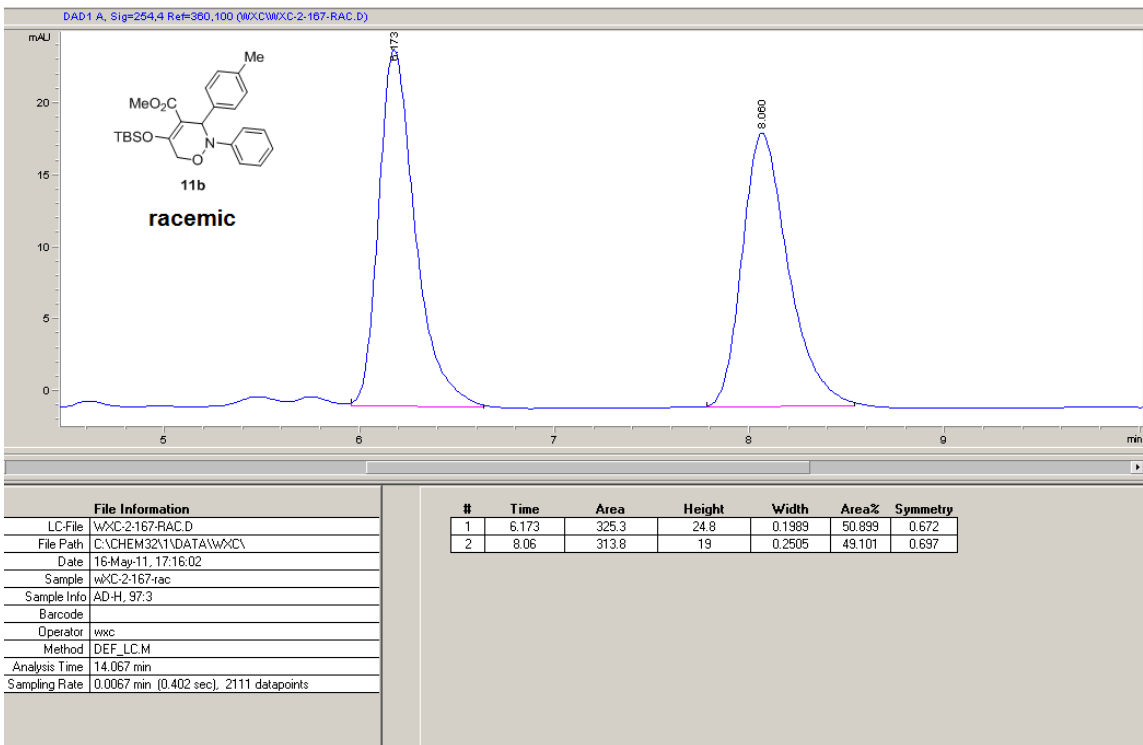 DAD1 A, Sig=254,4 Ref=360,100 (WXC\WXC-2-167-RAC.D)
mAU
6.173
8.060
20
15
10
5
0
Me
MeO2C
TBSO
N
O
11b
racemic
5 6 7 8 9 min
File Information
LC-File WXC-2-167-RAC.D
File Path C:\CHEM32\1\DATA\WXC\
Date 16-May-11, 17:16:02
Sample wXC-2-167-rac
Sample Info AD-H, 97:3
Barcode
Operator wxc
Method DEF_LC.M
Analysis Time 14.067 min
Sampling Rate 0.0067 min (0.402 sec), 2111 datapoints
# Time Area Height Width Area% Symmetry
1 6.173 325.3 24.8 0.1989 50.899 0.672
2 8.06 313.8 19 0.2505 49.101 0.697